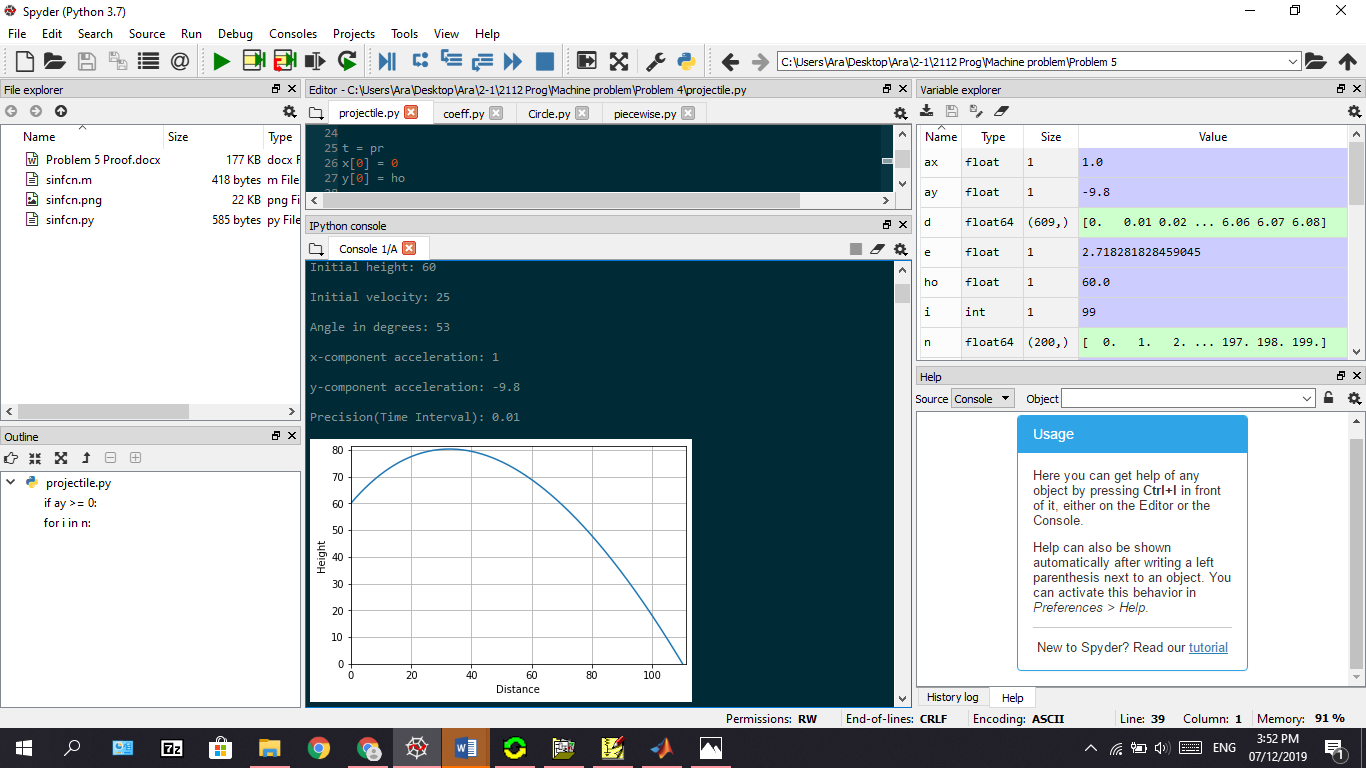 Spyder (Python 3.7)
File Edit Search Source Run Debug Consoles Projects Tools View Help
C:\Users\Ara\Desktop\Ara\2-1\2112 Prog\Machine problem\Problem 5
File explorer
Name Size Type
Problem 5 Proof.docx 177 KB docx F
sinfcn.m 418 bytes m File
sinfcn.png 22 KB png Fi
sinfcn.py 585 bytes py File
Outline
projectile.py
if ay >= 0:
for i in n:
Editor - C:\Users\Ara\Desktop\Ara\2-1\2112 Prog\Machine problem\Problem 4\projectile.py
projectile.py coeff.py Circle.py piecewise.py
24
25 t = pr
26 x[0] = 0
27 y[0] = ho
IPython console
Console 1/A
Initial height: 60
Initial velocity: 25
Angle in degrees: 53
x-component acceleration: 1
y-component acceleration: -9.8
Precision(Time Interval): 0.01
80
70
60
50
40
30
20
10
0
Height
0 20 40 60 80 100
Distance
Variable explorer
Name Type Size Value
ax float 1 1.0
ay float 1 -9.8
d float64 (609,) [0. 0.01 0.02 ... 6.06 6.07 6.08]
e float 1 2.718281828459045
ho float 1 60.0
i int 1 99
n float64 (200,) [ 0. 1. 2. ... 197. 198. 199.]
Help
Source Console Object
Usage
Here you can get help of any
object by pressing Ctrl+I in front
of it, either on the Editor or the
Console.
Help can also be shown
automatically after writing a left
parenthesis next to an object. You
can activate this behavior in
Preferences > Help.
New to Spyder? Read our tutorial
History log Help
Permissions: RW End-of-lines: CRLF Encoding: ASCII Line: 39 Column: 1 Memory: 91 %
7z
ENG
3:52 PM
07/12/2019
1